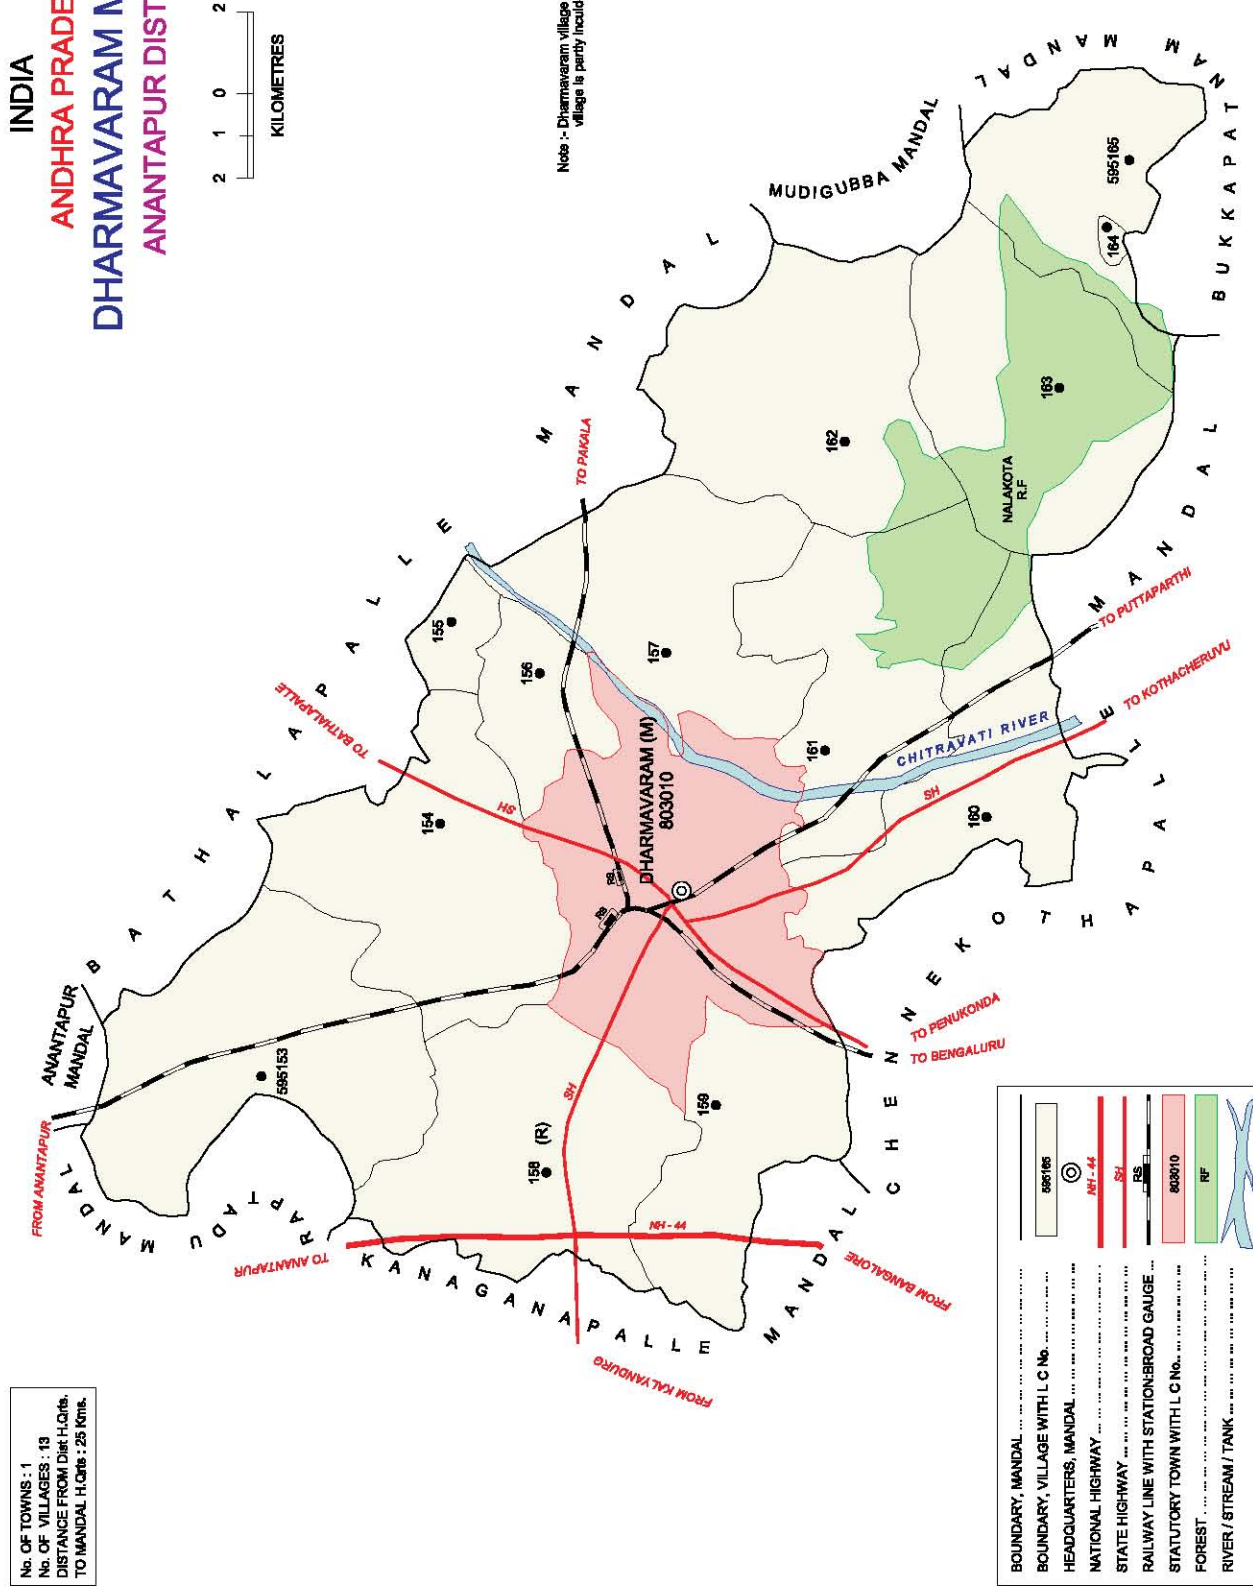 INDIA
ANDHRA PRADE
DHARMAVARAM M
ANANTAPUR DIST
2 1 0 2
KILOMETRES
Note :- Dharmavaram village
village is partly inculd
No. OF TOWNS : 1
No. OF VILLAGES : 13
DISTANCE FROM Dist H.Qrts.
TO MANDAL H.Qrts : 25 Kms.
FROM ANANTAPUR
ANANTAPUR
MANDAL
BATHALAPALLE MANDAL
MUDIGUBBA MANDAL
BUKKAPATNAM MANDAL
CHENNEKOTHAPALLE MANDAL
KANAGANAPALLE MANDAL
RAPTADU MANDAL
TO BATHALAPALLE
TO PAKALA
TO PUTTAPARTHI
TO KOTHACHERUVU
TO PENUKONDA
TO BENGALURU
FROM BANGALORE
FROM KALYANDURG
TO ANANTAPUR
595153
154
155
156
157
158 (R)
159
160
161
162
163
164
595165
DHARMAVARAM (M)
803010
RS
RS
SH
SH
SH
NH - 44
CHITRAVATI RIVER
NALAKOTA
R.F
BOUNDARY, MANDAL
BOUNDARY, VILLAGE WITH L C No.
595165
HEADQUARTERS, MANDAL
NATIONAL HIGHWAY
NH - 44
STATE HIGHWAY
SH
RAILWAY LINE WITH STATION:BROAD GAUGE
RS
STATUTORY TOWN WITH L C No.
803010
FOREST
RF
RIVER / STREAM / TANK